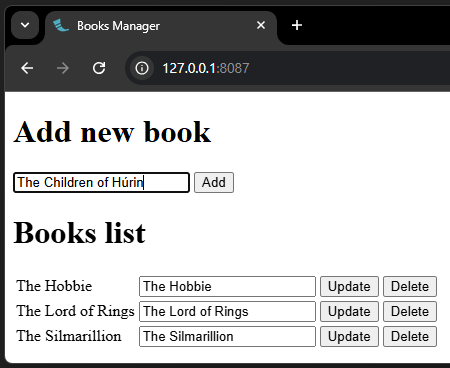 Books Manager
127.0.0.1:8087
Add new book
The Children of Húrin Add
Books list
The Hobbie The Hobbie Update Delete
The Lord of Rings The Lord of Rings Update Delete
The Silmarillion The Silmarillion Update Delete